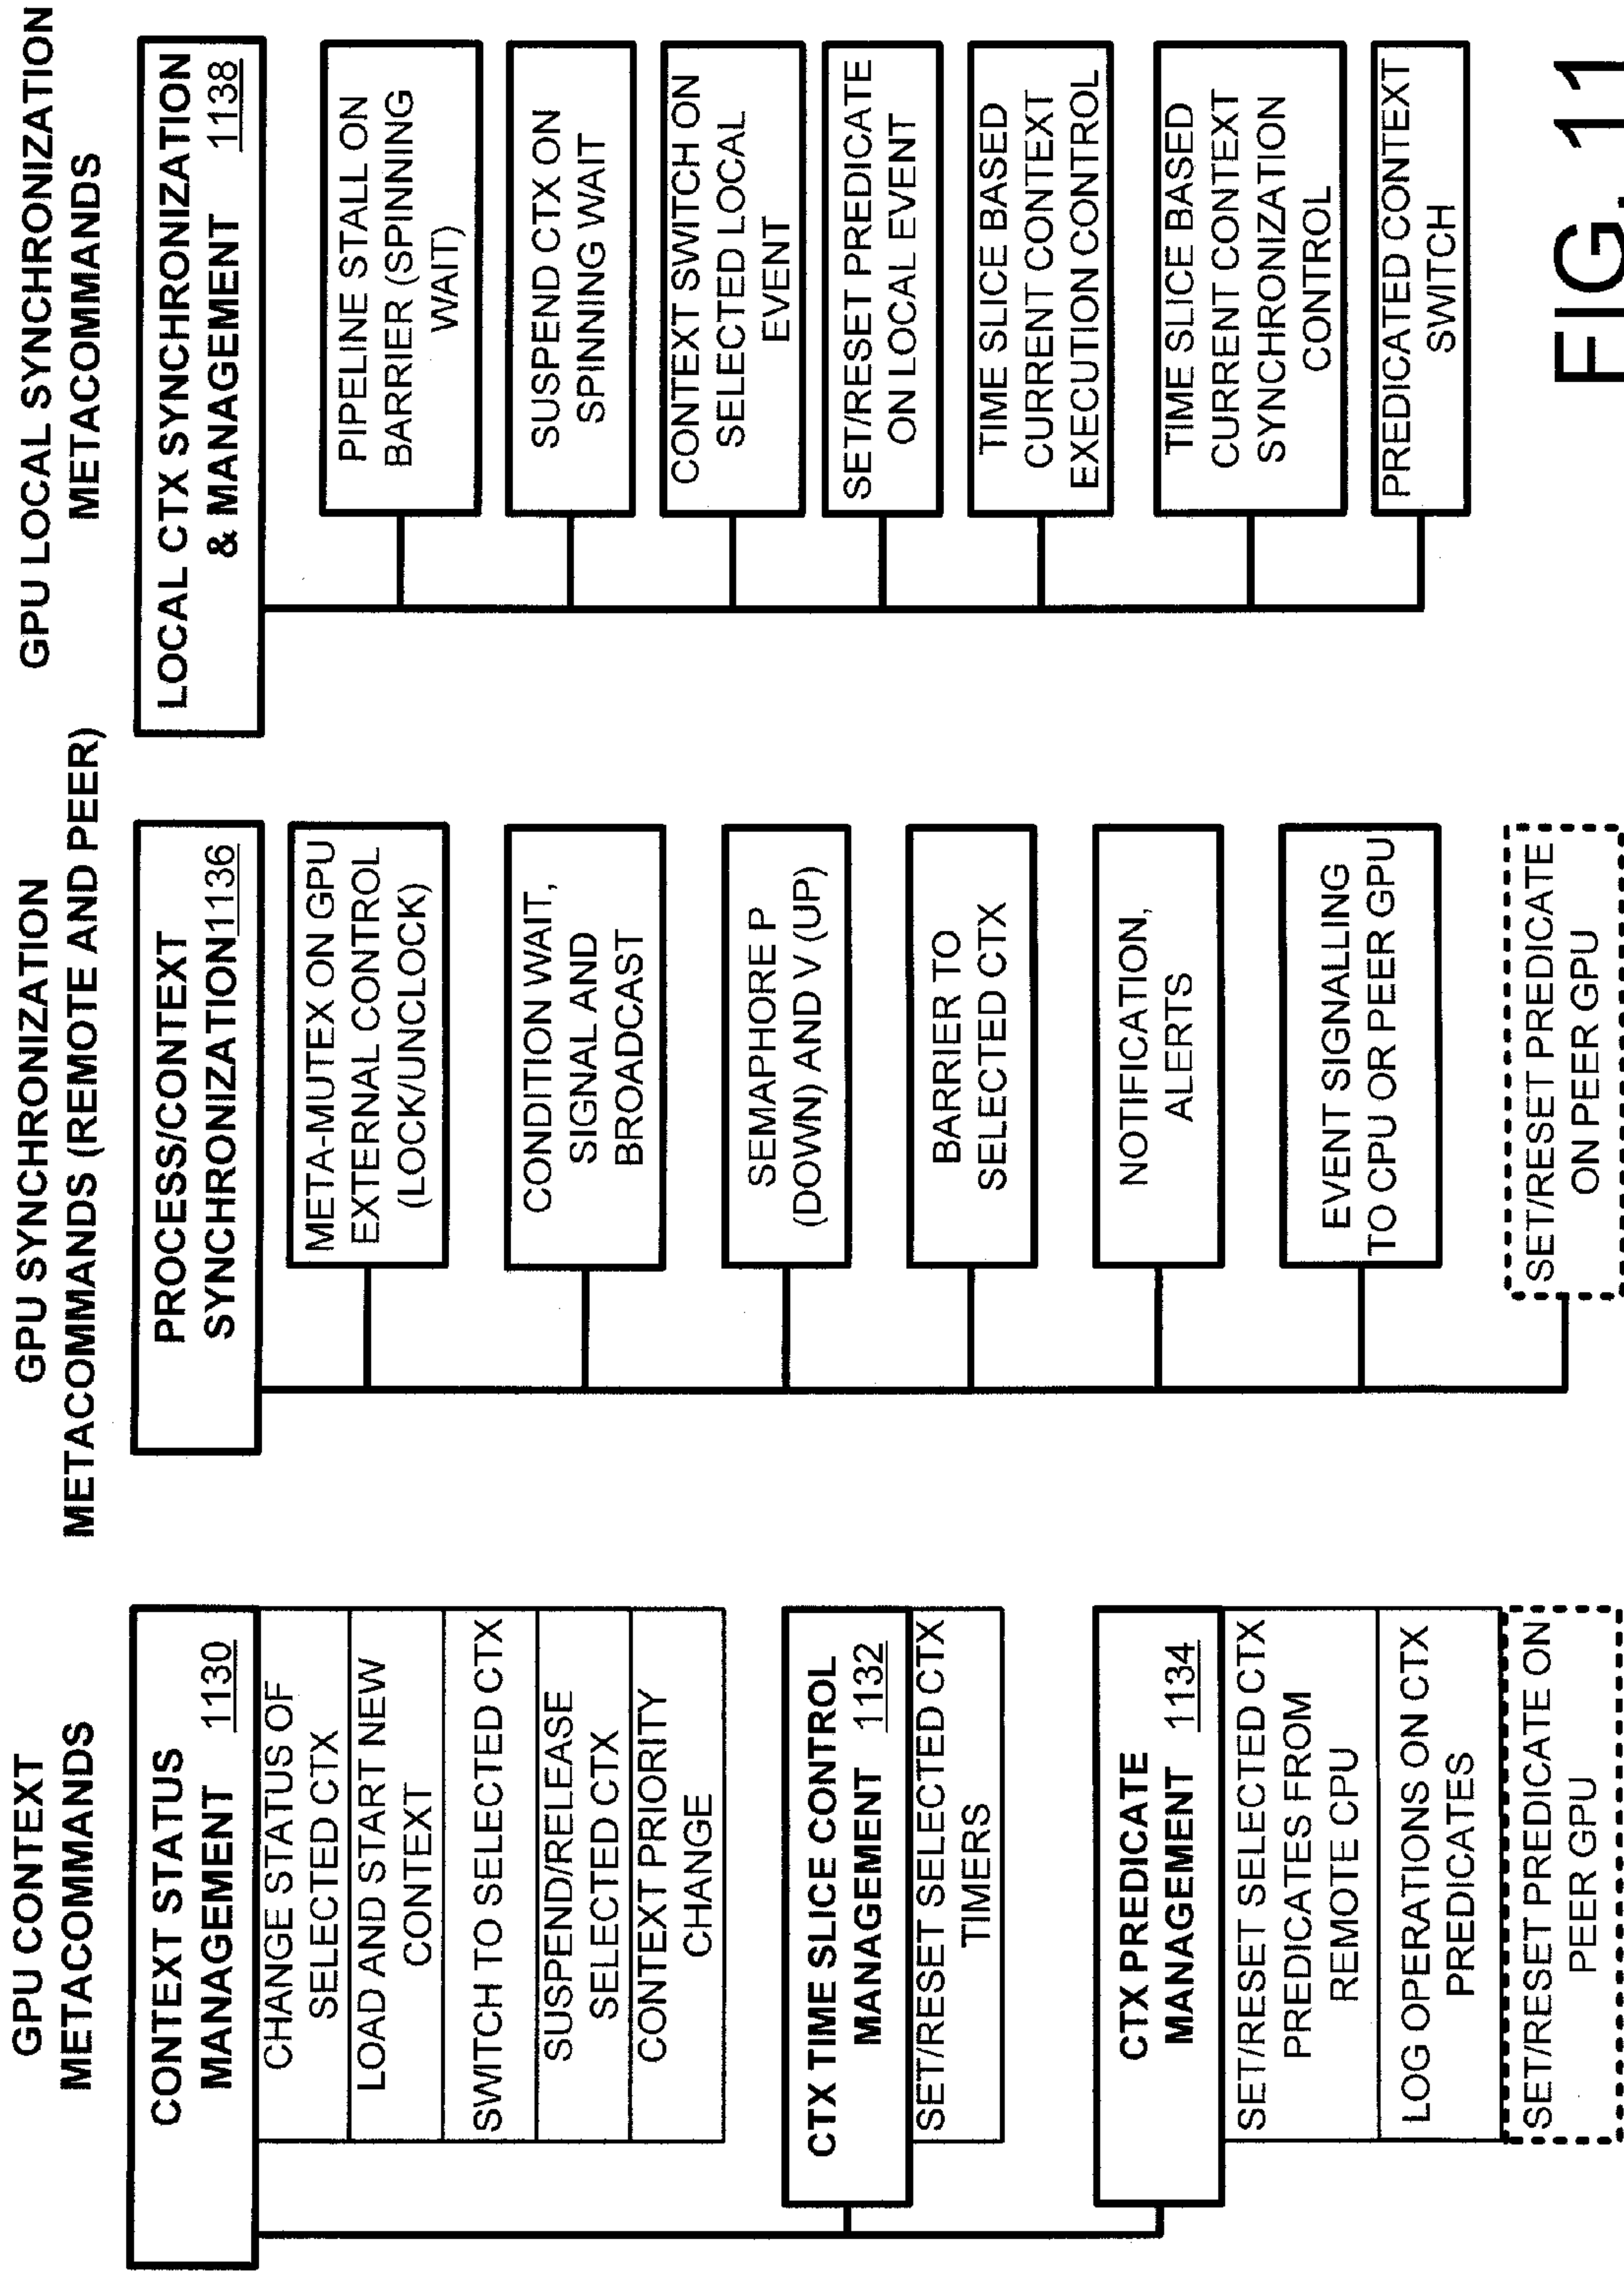 GPU CONTEXT
METACOMMANDS
CONTEXT STATUS
MANAGEMENT 1130
CHANGE STATUS OF
SELECTED CTX
LOAD AND START NEW
CONTEXT
SWITCH TO SELECTED CTX
SUSPEND/RELEASE
SELECTED CTX
CONTEXT PRIORITY
CHANGE
CTX TIME SLICE CONTROL
MANAGEMENT 1132
SET/RESET SELECTED CTX
TIMERS
CTX PREDICATE
MANAGEMENT 1134
SET/RESET SELECTED CTX
PREDICATES FROM
REMOTE CPU
LOG OPERATIONS ON CTX
PREDICATES
SET/RESET PREDICATE ON
PEER GPU
GPU SYNCHRONIZATION
METACOMMANDS (REMOTE AND PEER)
PROCESS/CONTEXT
SYNCHRONIZATION 1136
META-MUTEX ON GPU
EXTERNAL CONTROL
(LOCK/UNCLOCK)
CONDITION WAIT,
SIGNAL AND
BROADCAST
SEMAPHORE P
(DOWN) AND V (UP)
BARRIER TO
SELECTED CTX
NOTIFICATION,
ALERTS
EVENT SIGNALLING
TO CPU OR PEER GPU
SET/RESET PREDICATE
ON PEER GPU
GPU LOCAL SYNCHRONIZATION
METACOMMANDS
LOCAL CTX SYNCHRONIZATION
& MANAGEMENT 1138
PIPELINE STALL ON
BARRIER (SPINNING
WAIT)
SUSPEND CTX ON
SPINNING WAIT
CONTEXT SWITCH ON
SELECTED LOCAL
EVENT
SET/RESET PREDICATE
ON LOCAL EVENT
TIME SLICE BASED
CURRENT CONTEXT
EXECUTION CONTROL
TIME SLICE BASED
CURRENT CONTEXT
SYNCHRONIZATION
CONTROL
PREDICATED CONTEXT
SWITCH
FIG. 11